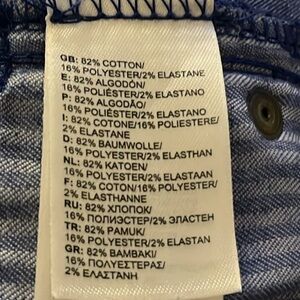 GB: 82% COTTON/
16% POLYESTER/2% ELASTANE
E: 82% ALGODÓN/
16% POLIÉSTER/2% ELASTANO
P: 82% ALGODÃO/
16% POLIÉSTER/2% ELASTANO
I: 82% COTONE/16% POLIESTERE/
2% ELASTANE
D: 82% BAUMWOLLE/
16% POLYESTER/2% ELASTHAN
NL: 82% KATOEN/
16% POLYESTER/2% ELASTAAN
F: 82% COTON/16% POLYESTER/
2% ELASTHANNE
RU: 82% ХЛОПОК/
16% ПОЛИЭСТЕР/2% ЭЛАСТЕН
TR: 82% PAMUK/
16% POLYESTER/2% ELASTAN
GR: 82% ΒΑΜΒΑΚΙ/
16% ΠΟΛΥΕΣΤΕΡΑΣ/
2% ΕΛΑΣΤΑΝΗ